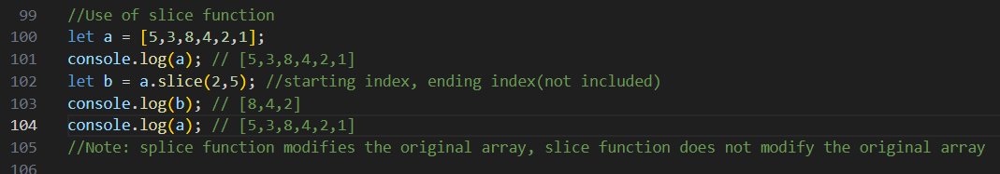 99 //Use of slice function
100 let a = [5,3,8,4,2,1];
101 console.log(a); // [5,3,8,4,2,1]
102 let b = a.slice(2,5); //starting index, ending index(not included)
103 console.log(b); // [8,4,2]
104 console.log(a); // [5,3,8,4,2,1]
105 //Note: splice function modifies the original array, slice function does not modify the original array
106